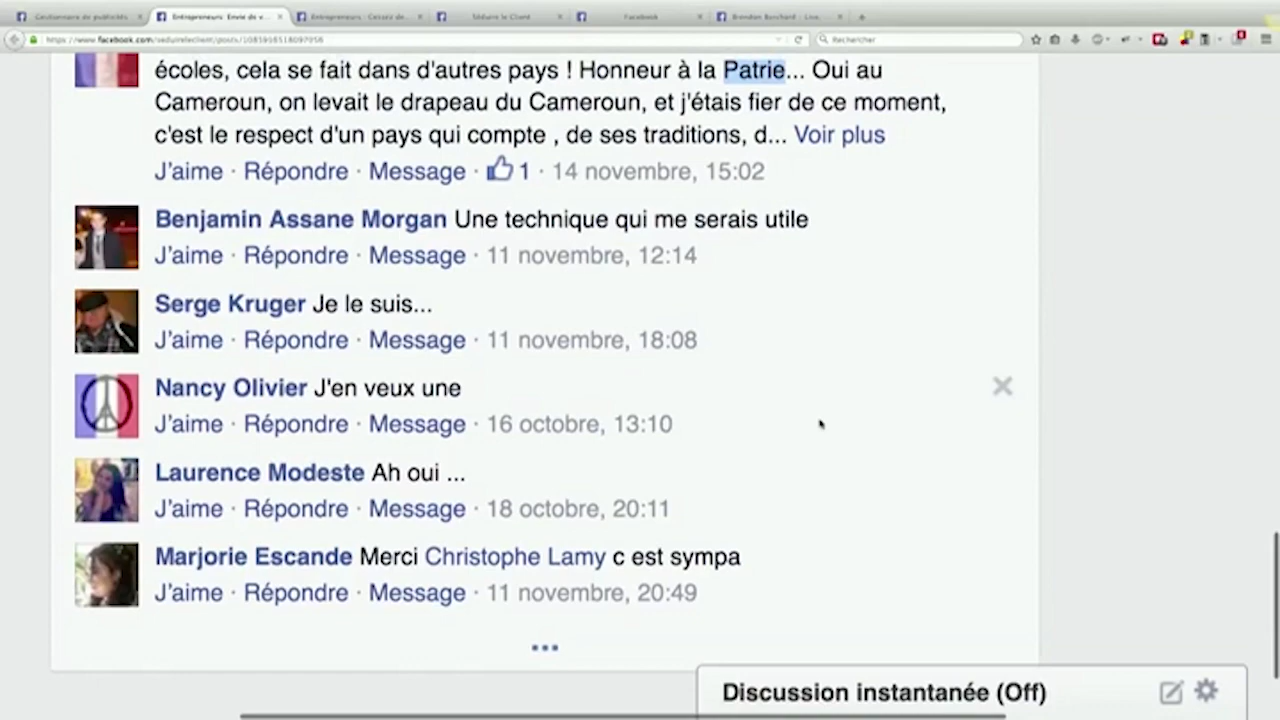 Gestionnaire de publicités
Entrepreneurs: Envie de v...
Entrepreneurs : Cessez de...
Séduire le Client
Facebook
Brendon Burchard - Live, ...
https://www.facebook.com/seduireleclient/posts/1085998518097956
Rechercher
écoles, cela se fait dans d'autres pays ! Honneur à la Patrie... Oui au
Cameroun, on levait le drapeau du Cameroun, et j'étais fier de ce moment,
c'est le respect d'un pays qui compte , de ses traditions, d... Voir plus
J'aime · Répondre · Message · 1 · 14 novembre, 15:02
Benjamin Assane Morgan Une technique qui me serais utile
J'aime · Répondre · Message · 11 novembre, 12:14
Serge Kruger Je le suis...
J'aime · Répondre · Message · 11 novembre, 18:08
Nancy Olivier J'en veux une
J'aime · Répondre · Message · 16 octobre, 13:10
Laurence Modeste Ah oui ...
J'aime · Répondre · Message · 18 octobre, 20:11
Marjorie Escande Merci Christophe Lamy c est sympa
J'aime · Répondre · Message · 11 novembre, 20:49
Discussion instantanée (Off)